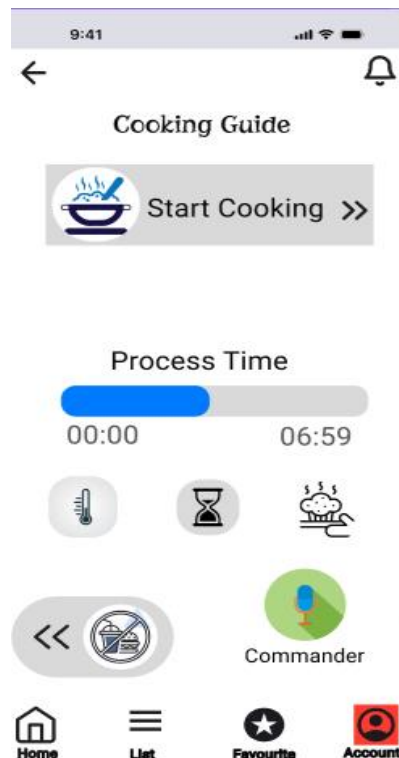 9:41
Cooking Guide
Start Cooking >>
Process Time
00:00 06:59
<<
Commander
Home List Favourite Account